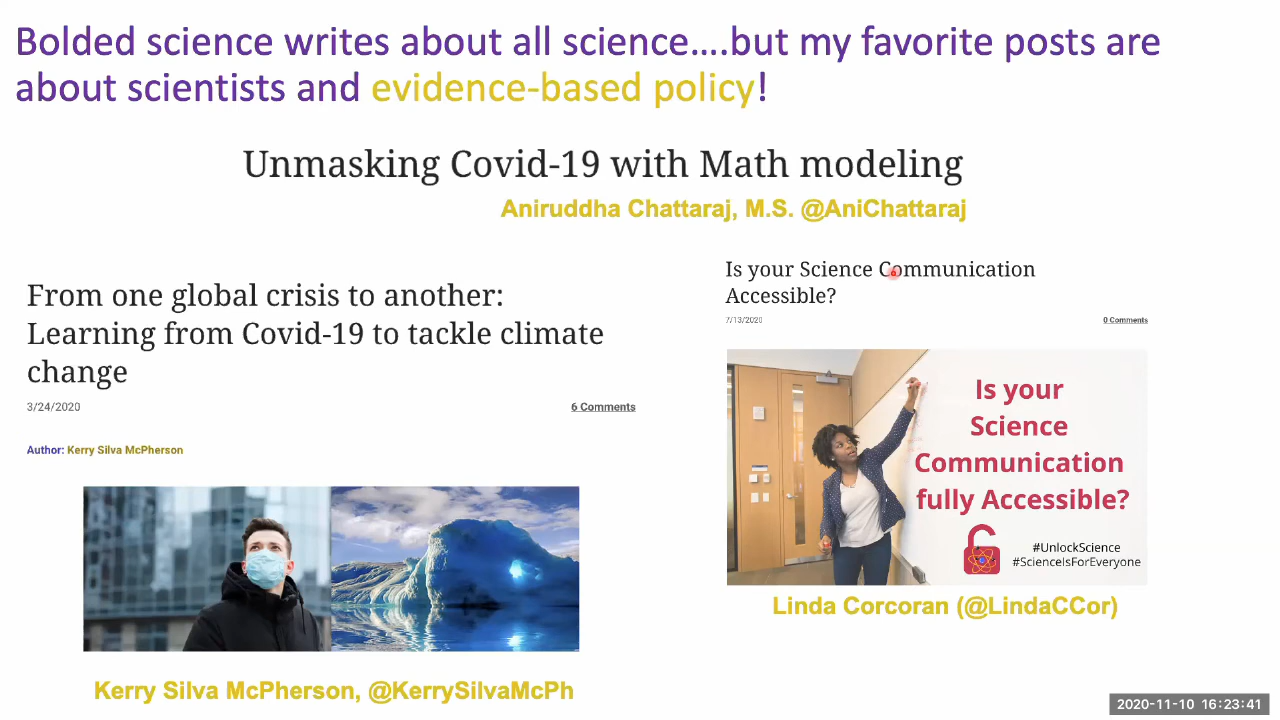 Bolded science writes about all science....but my favorite posts are
about scientists and evidence-based policy!
Unmasking Covid-19 with Math modeling
Aniruddha Chattaraj, M.S. @AniChattaraj
From one global crisis to another:
Learning from Covid-19 to tackle climate
change
3/24/2020
6 Comments
Author: Kerry Silva McPherson
Kerry Silva McPherson, @KerrySilvaMcPh
Is your Science Communication
Accessible?
7/13/2020
0 Comments
Is your
Science
Communication
fully Accessible?
#UnlockScience
#ScienceIsForEveryone
Linda Corcoran (@LindaCCor)
2020-11-10 16:23:41